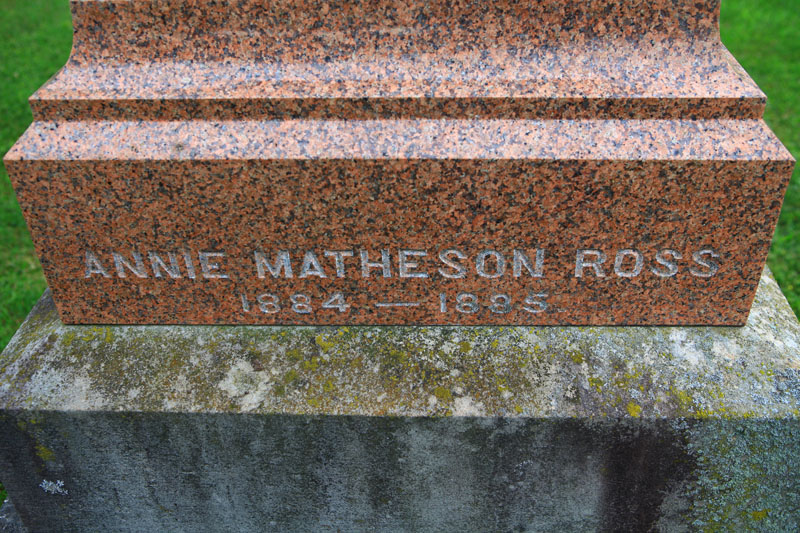 ANNIE MATHESON ROSS
1884 — 1895